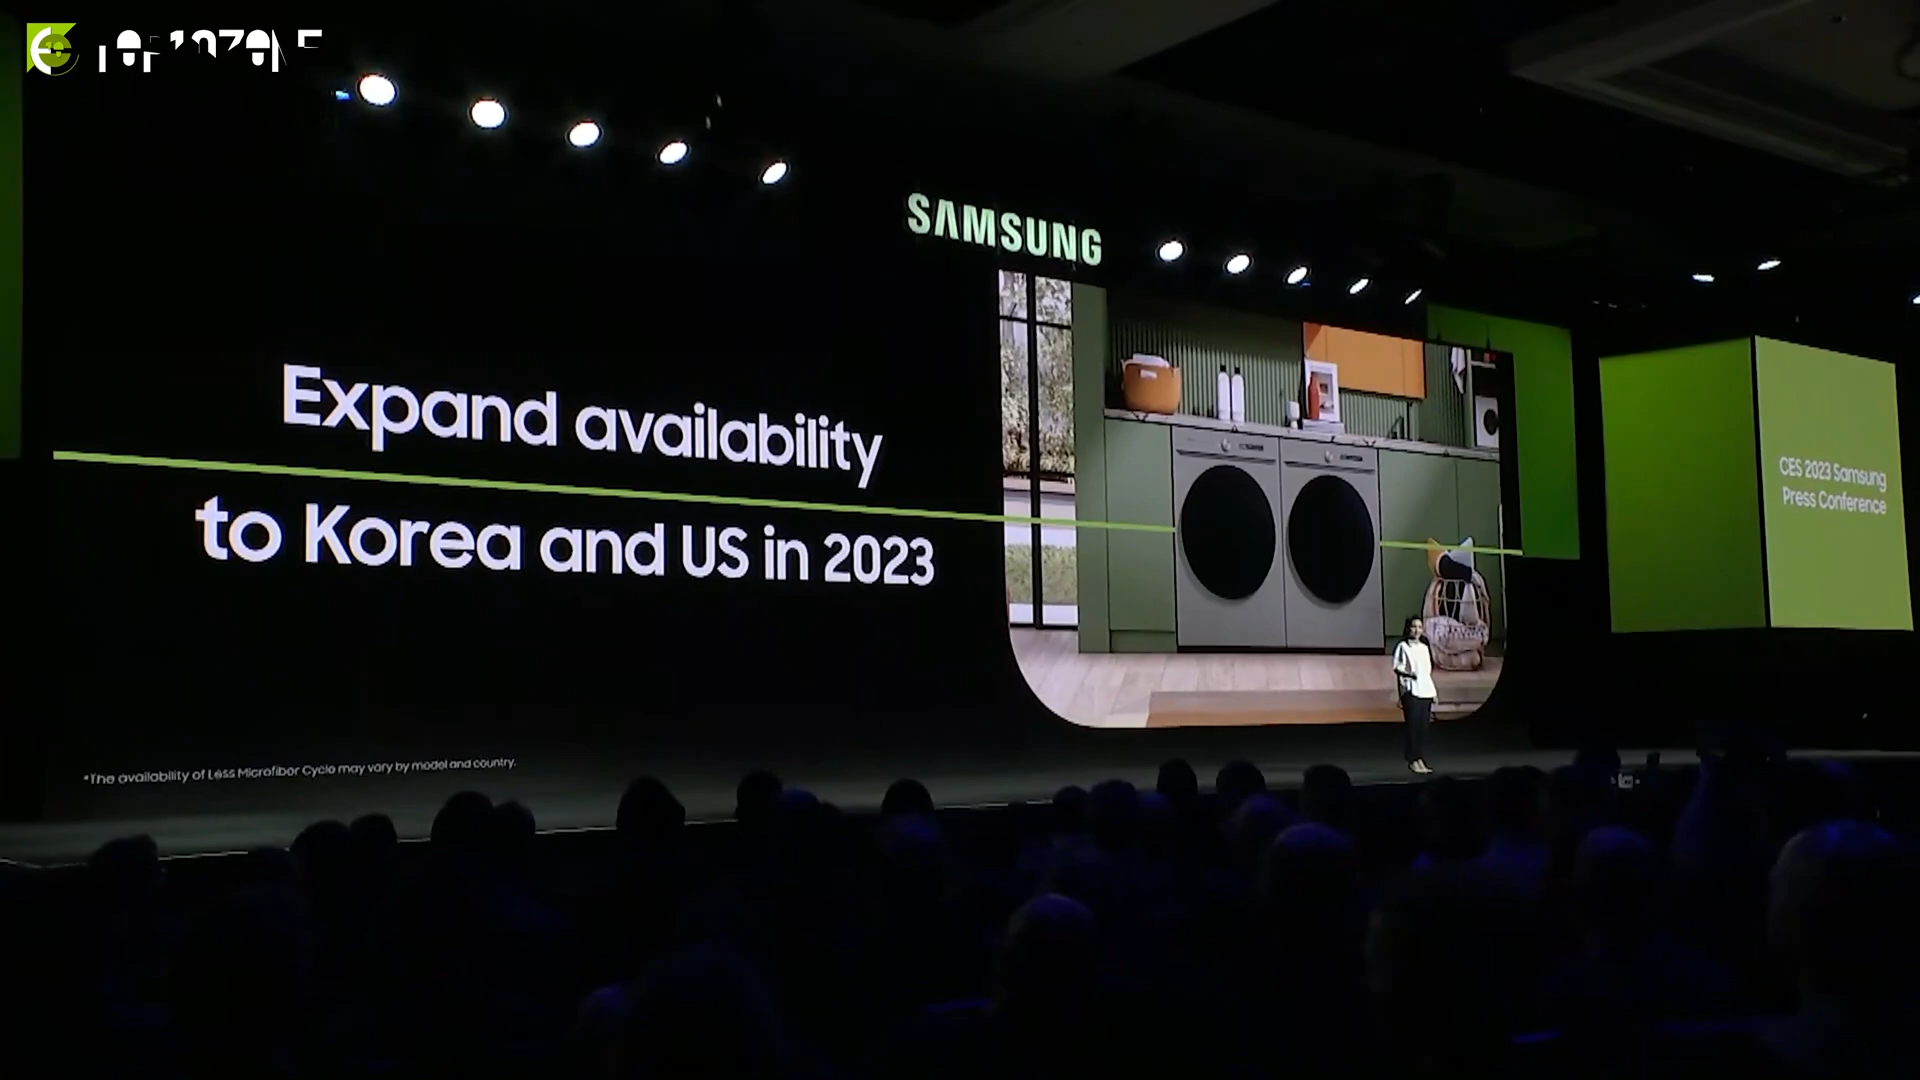 SAMSUNG
Expand availability
to Korea and US in 2023
CES 2023 Samsung
Press Conference
*The availability of Less Microfiber Cycle may vary by model and country.